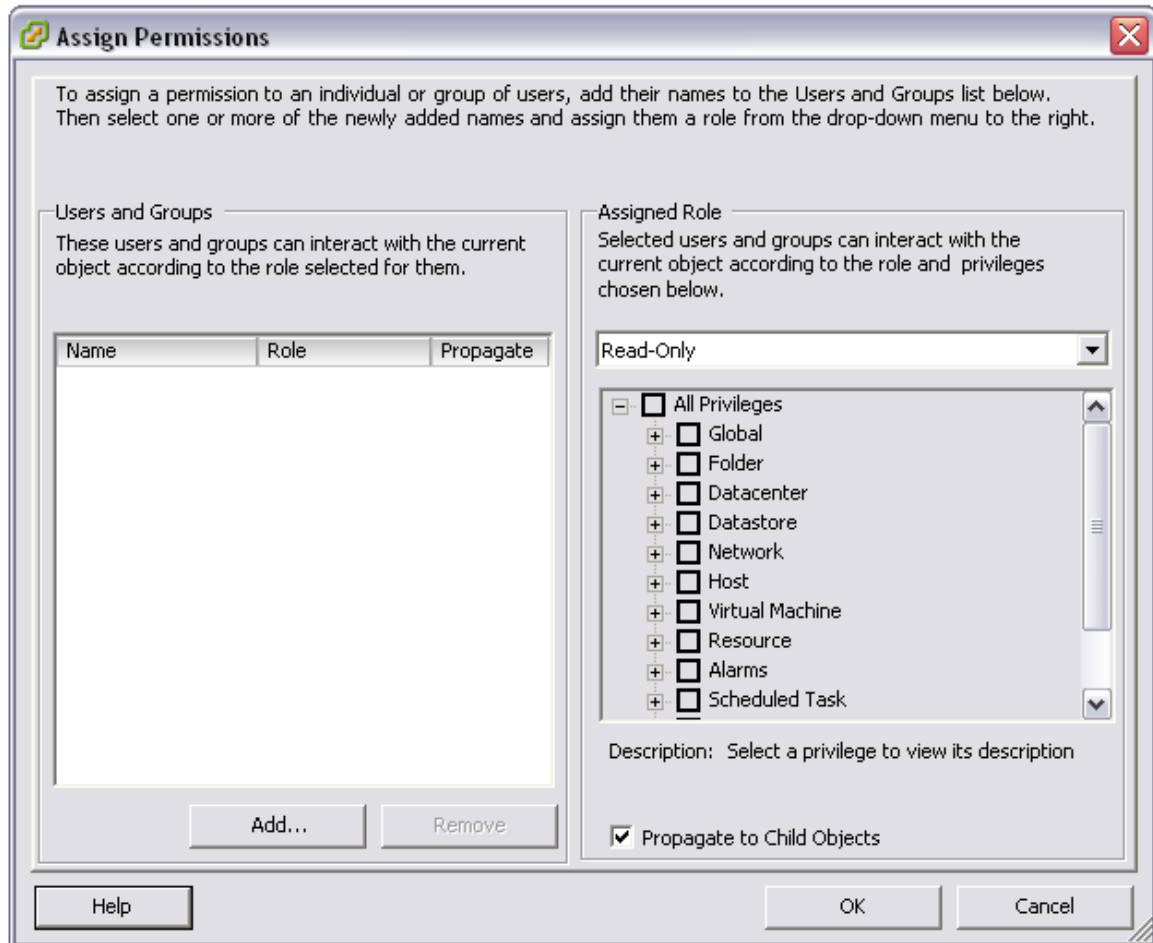 Assign Permissions
To assign a permission to an individual or group of users, add their names to the Users and Groups list below.
Then select one or more of the newly added names and assign them a role from the drop-down menu to the right.
Users and Groups
These users and groups can interact with the current
object according to the role selected for them.
Name Role Propagate
Add...
Remove
Assigned Role
Selected users and groups can interact with the
current object according to the role and privileges
chosen below.
Read-Only
All Privileges
Global
Folder
Datacenter
Datastore
Network
Host
Virtual Machine
Resource
Alarms
Scheduled Task
Description: Select a privilege to view its description
Propagate to Child Objects
Help
OK
Cancel